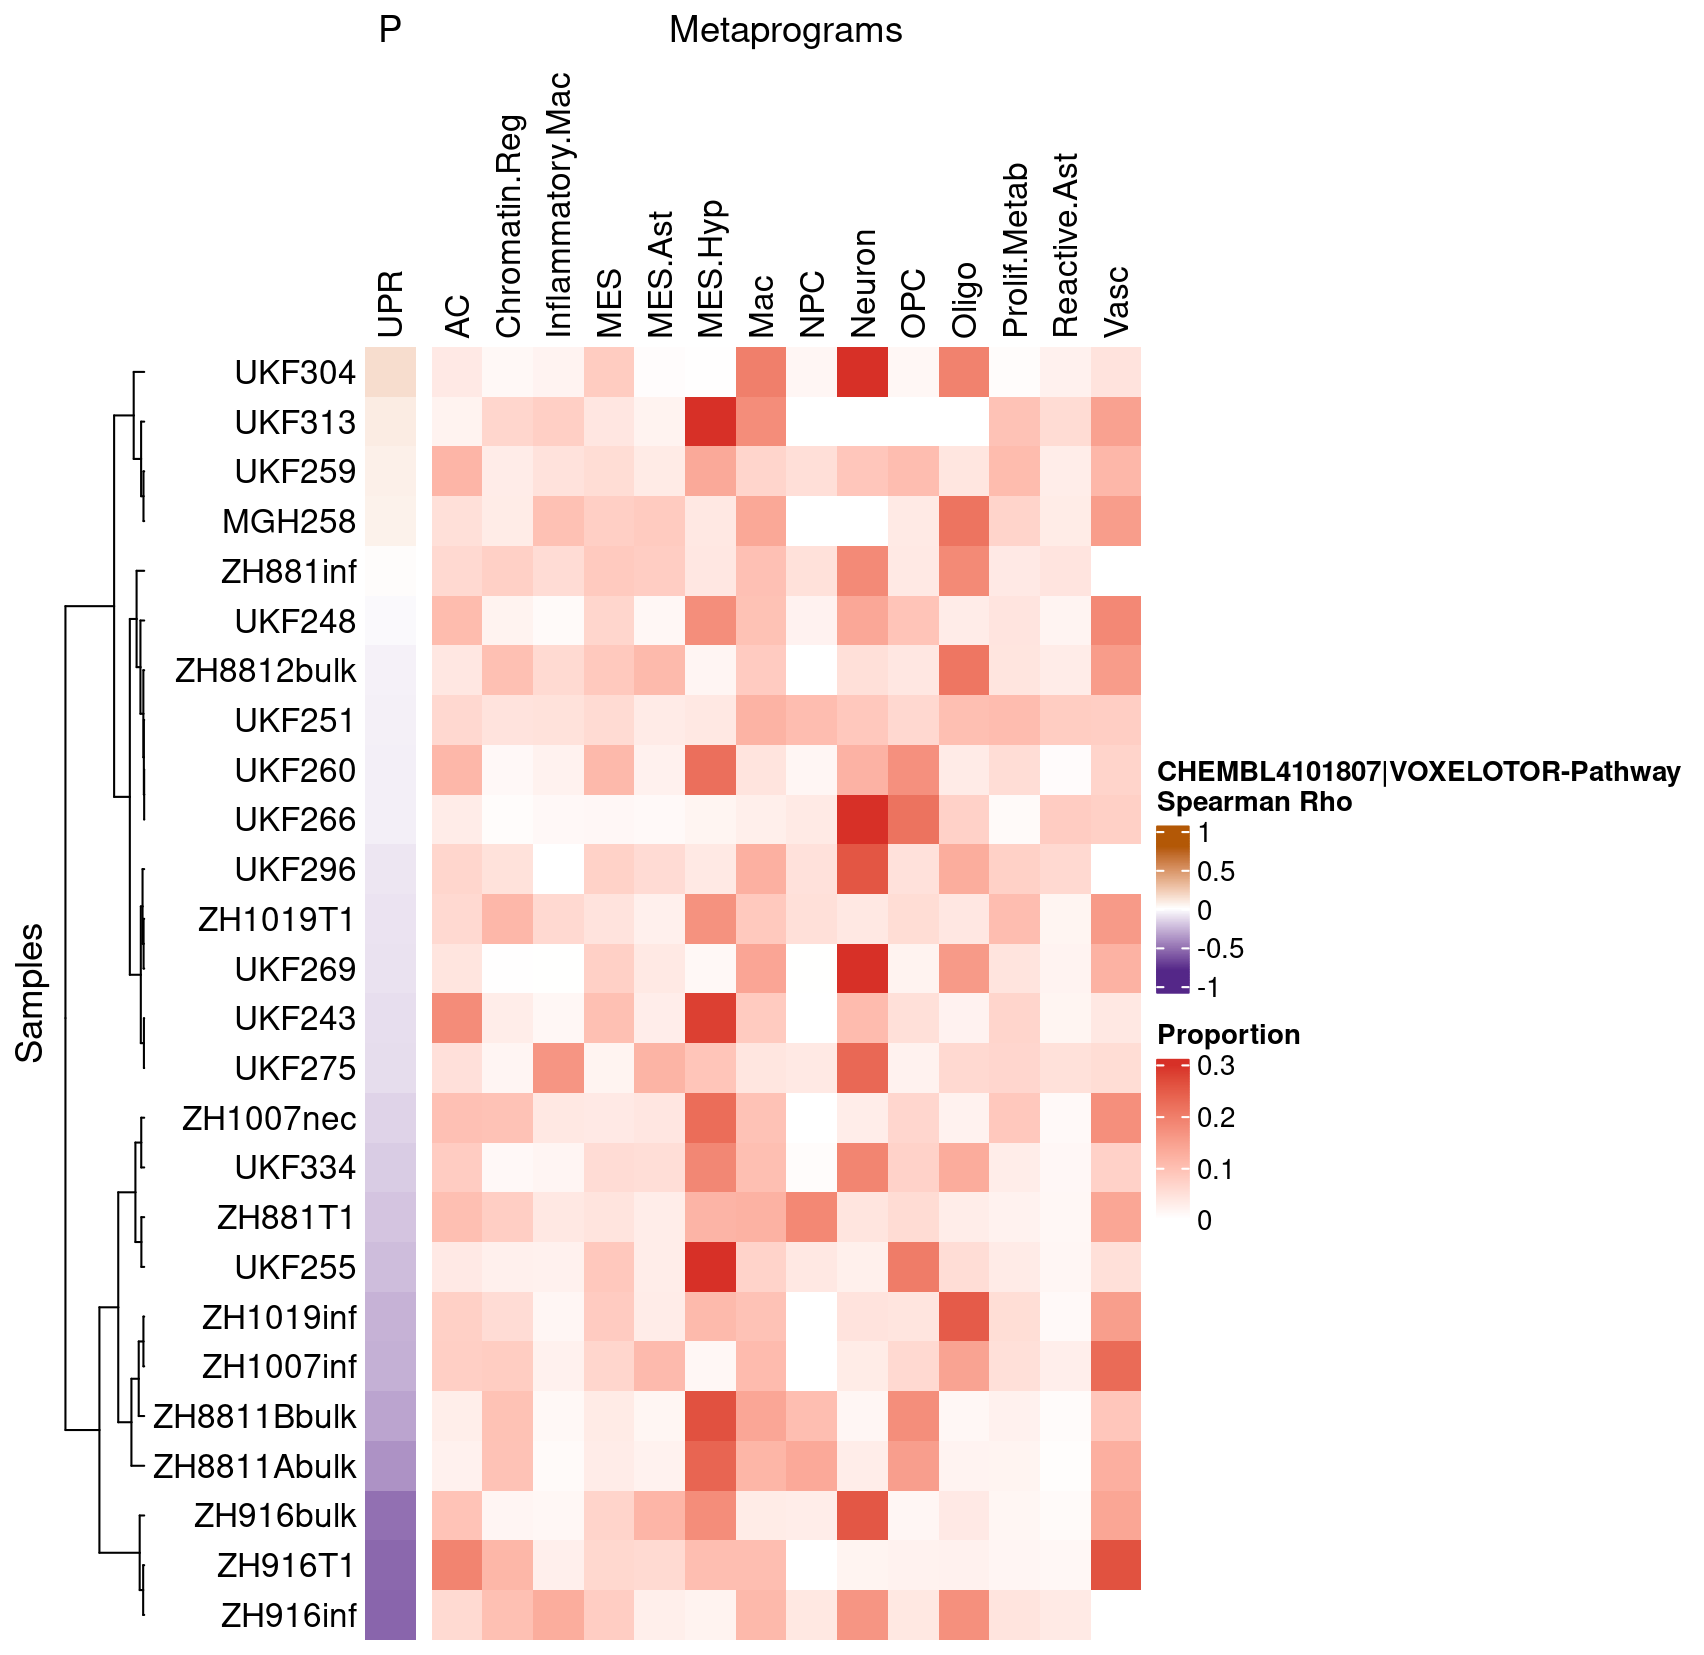 P Metaprograms
UPR AC Chromatin.Reg Inflammatory.Mac MES MES.Ast MES.Hyp Mac NPC Neuron OPC Oligo Prolif.Metab Reactive.Ast Vasc
Samples
UKF304
UKF313
UKF259
MGH258
ZH881inf
UKF248
ZH8812bulk
UKF251
UKF260
UKF266
UKF296
ZH1019T1
UKF269
UKF243
UKF275
ZH1007nec
UKF334
ZH881T1
UKF255
ZH1019inf
ZH1007inf
ZH8811Bbulk
ZH8811Abulk
ZH916bulk
ZH916T1
ZH916inf
CHEMBL4101807|VOXELOTOR-Pathway
Spearman Rho
1
0.5
0
-0.5
-1
Proportion
0.3
0.2
0.1
0